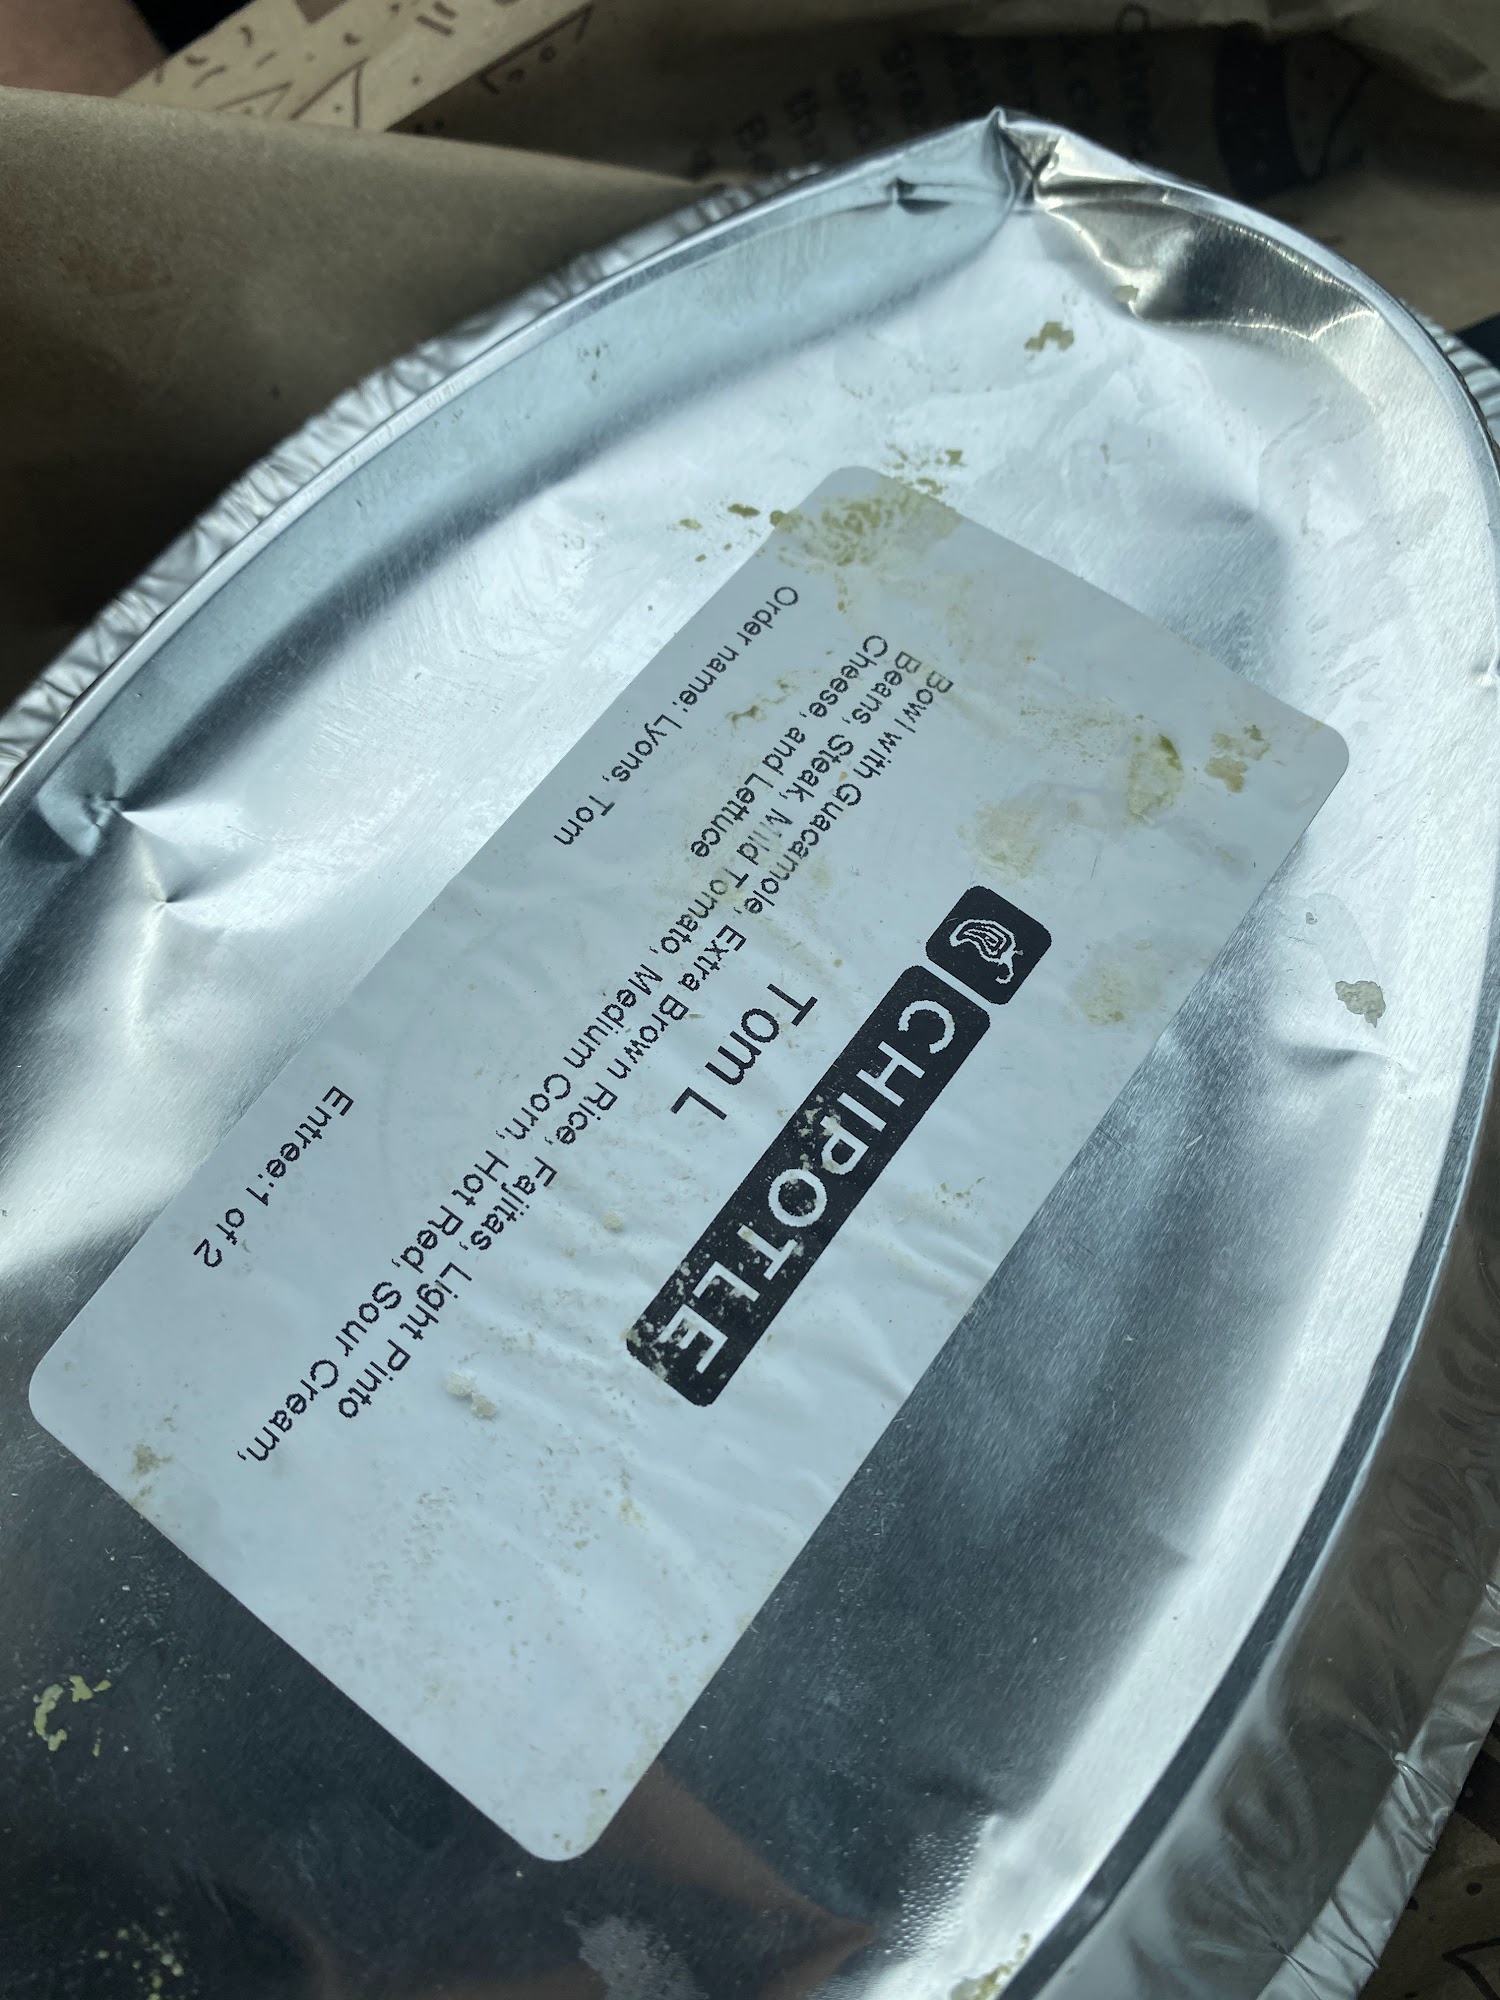 CHIPOTLE
Tom L
Bowl with Guacamole, Extra Brown Rice, Fajitas, Light Pinto
Beans, Steak, Mild Tomato, Medium Corn, Hot Red, Sour Cream,
Cheese, and Lettuce
Order name: Lyons, Tom
Entree:1 of 2